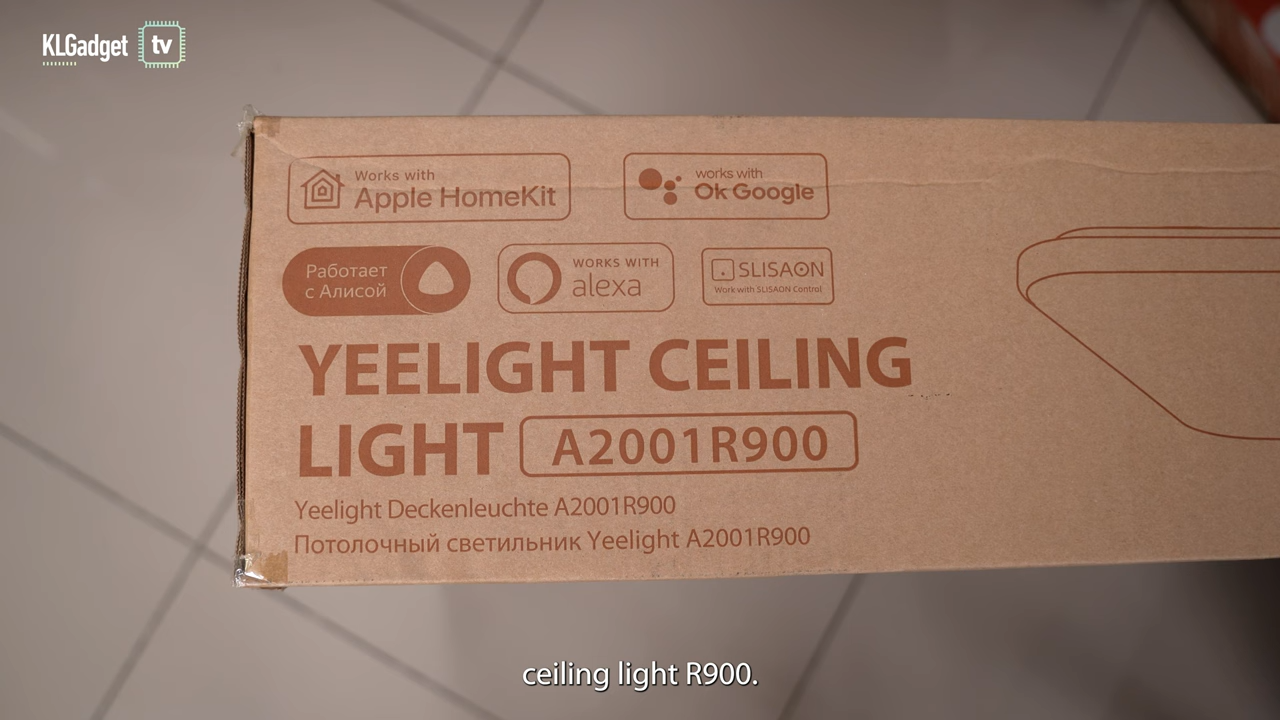 KLGadget tv
Works with
Apple HomeKit
works with
Ok Google
Работает
с Алисой
WORKS WITH
alexa
SLISAON
Work with SLISAON Control
YEELIGHT CEILING
LIGHT A2001R900
Yeelight Deckenleuchte A2001R900
Потолочный светильник Yeelight A2001R900
ceiling light R900.